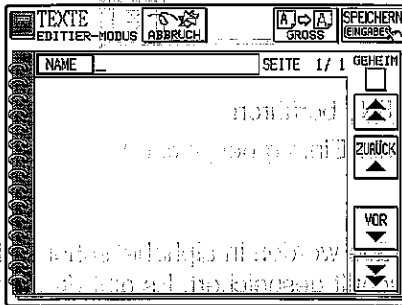 TEXTE
EDITIER-MODUS
ABBRUCH
A⇨A
GROSS
SPEICHERN
EINGABE
NAME _
SEITE 1/ 1
GEHEIM
ZURÜCK
VOR